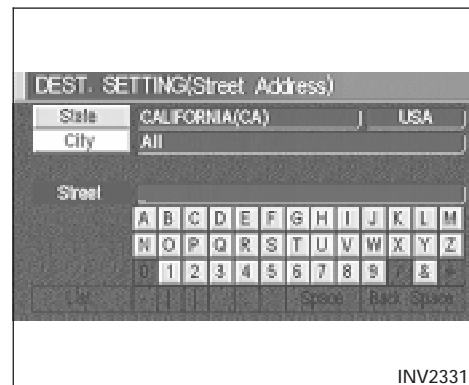 DEST. SETTING(Street Address)
State CALIFORNIA(CA) USA
City All
Street
A B C D E F G H I J K L M
N O P Q R S T U V W X Y Z
0 1 2 3 4 5 6 7 8 9 &
List Space Back Space
INV2331